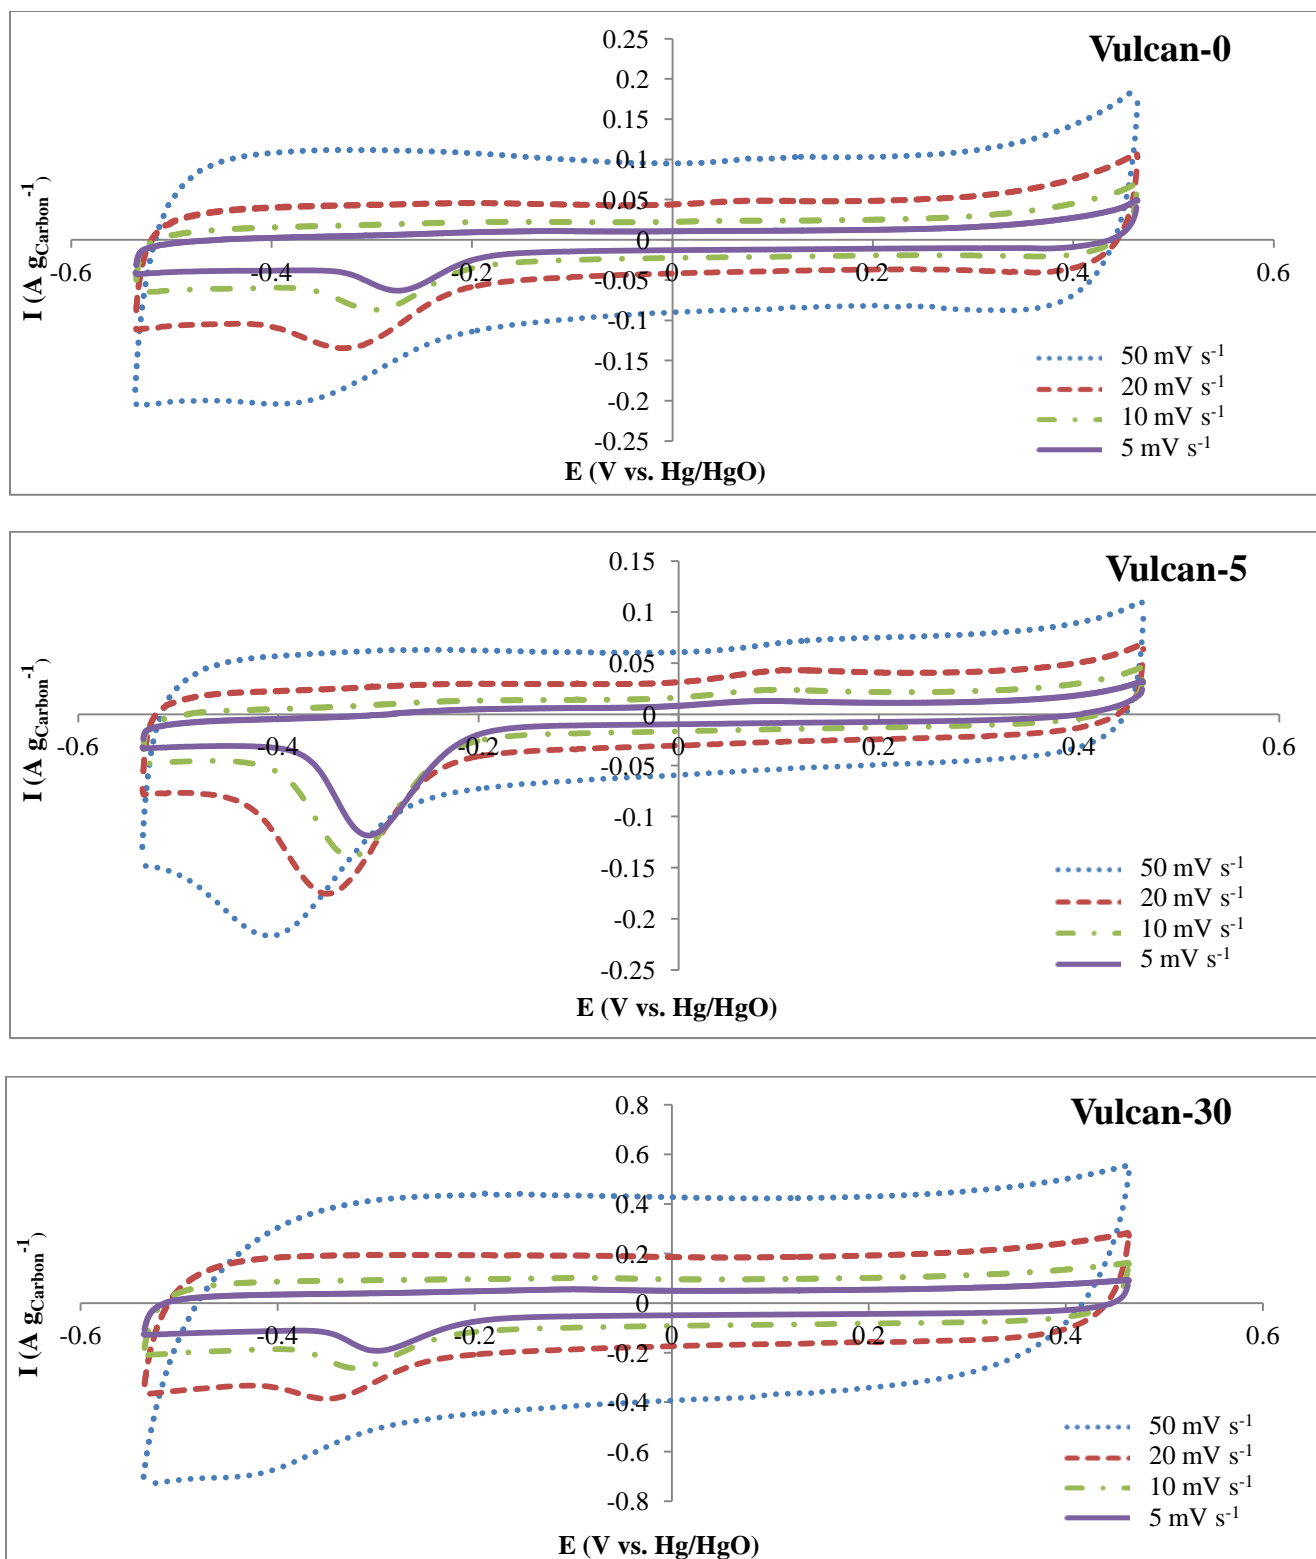 Vulcan-0
0.25
0.2
0.15
0.1
0.05
0
-0.05
-0.1
-0.15
-0.2
-0.25
-0.6
-0.4
-0.2
0
0.2
0.4
0.6
I (A gCarbon-1)
E (V vs. Hg/HgO)
50 mV s-1
20 mV s-1
10 mV s-1
5 mV s-1
Vulcan-5
0.15
0.1
0.05
0
-0.05
-0.1
-0.15
-0.2
-0.25
-0.6
-0.4
-0.2
0
0.2
0.4
0.6
I (A gCarbon-1)
E (V vs. Hg/HgO)
50 mV s-1
20 mV s-1
10 mV s-1
5 mV s-1
Vulcan-30
0.8
0.6
0.4
0.2
0
-0.2
-0.4
-0.6
-0.8
-0.6
-0.4
-0.2
0
0.2
0.4
0.6
I (A gCarbon-1)
E (V vs. Hg/HgO)
50 mV s-1
20 mV s-1
10 mV s-1
5 mV s-1